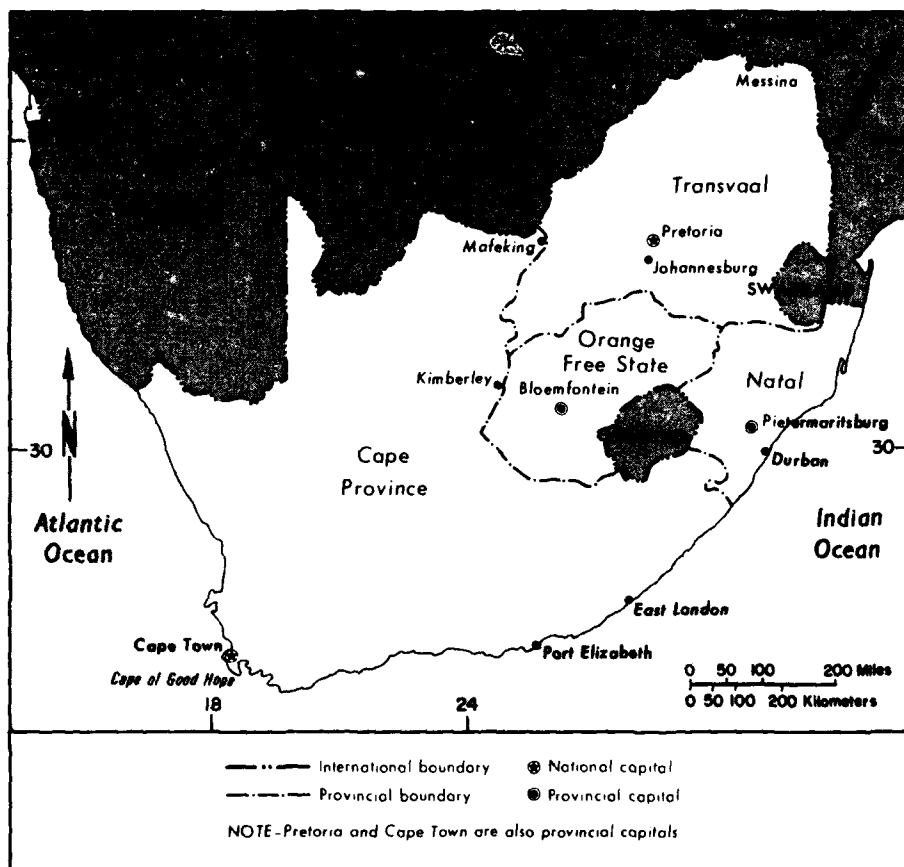 Messina
Transvaal
Pretoria
Mafeking
Johannesburg
SW
Orange
Free State
Kimberley
Bloemfontein
Natal
Pietermaritsburg
N
30
30
Durban
Cape
Province
Atlantic
Ocean
Indian
Ocean
East London
Cape Town
Port Elizabeth
Cape of Good Hope
0 50 100 200 Miles
0 50 100 200 Kilometers
18
24
International boundary
National capital
Provincial boundary
Provincial capital
NOTE-Pretoria and Cape Town are also provincial capitals